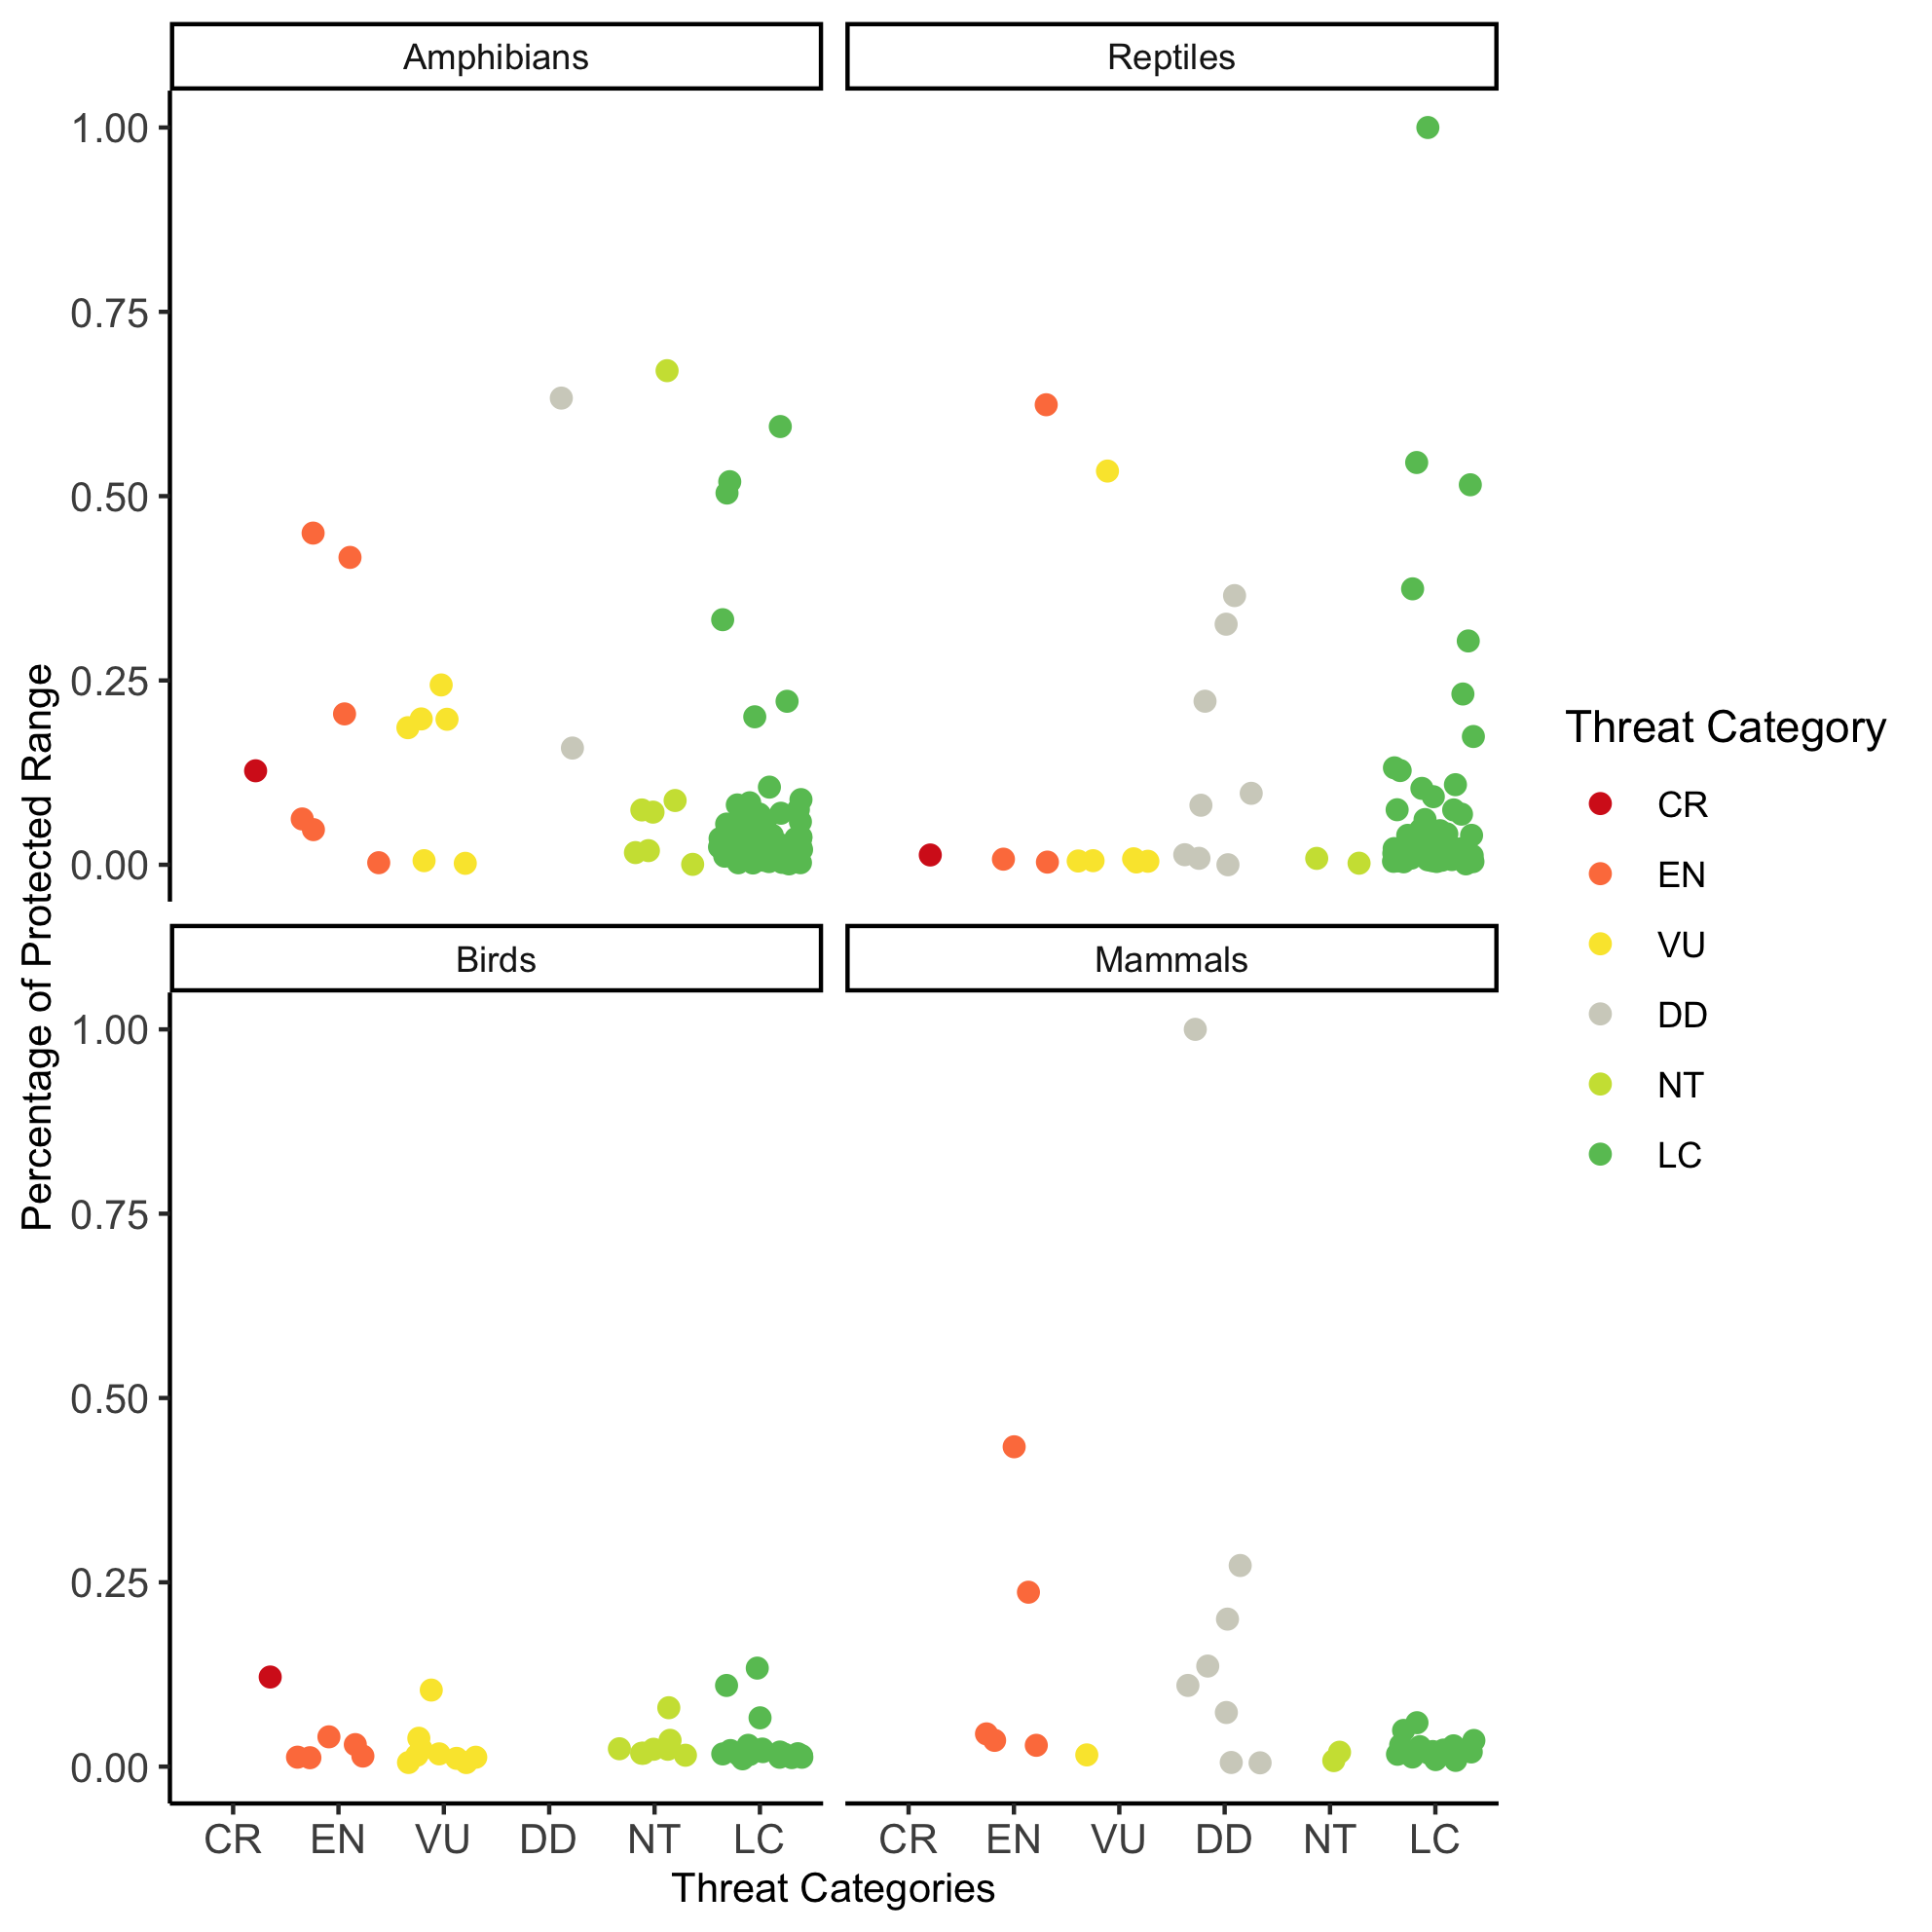 Amphibians
Reptiles
1.00
0.75
0.50
0.25
0.00
Birds
Mammals
1.00
0.75
0.50
0.25
0.00
CR EN VU DD NT LC
CR EN VU DD NT LC
Threat Categories
Percentage of Protected Range
Threat Category
CR
EN
VU
DD
NT
LC